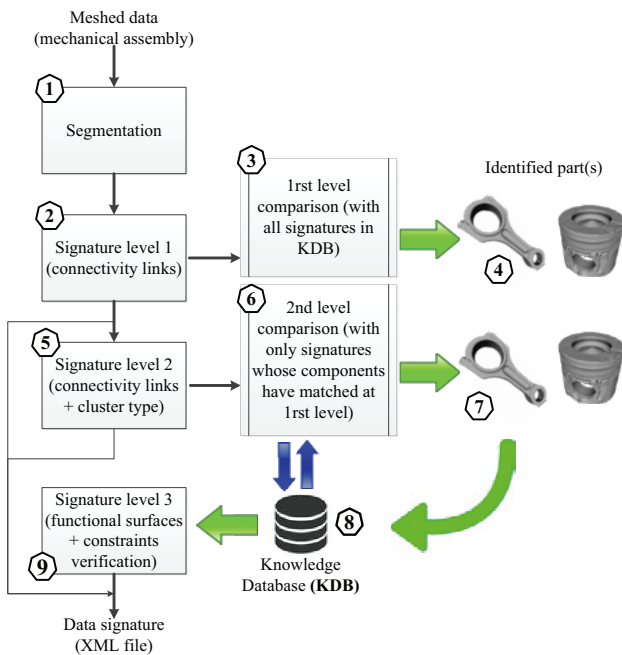 Meshed data
(mechanical assembly)
1
Segmentation
2
Signature level 1
(connectivity links)
3
1rst level
comparison (with
all signatures in
KDB)
Identified part(s)
4
5
Signature level 2
(connectivity links
+ cluster type)
6
2nd level
comparison (with
only signatures
whose components
have matched at
1rst level)
7
Signature level 3
(functional surfaces
+ constraints
verification)
9
8
Knowledge
Database (KDB)
Data signature
(XML file)